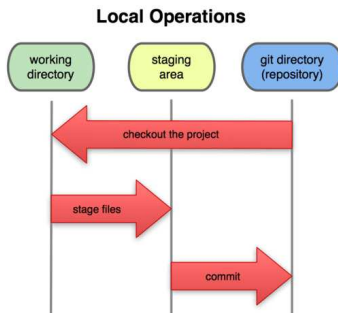 Local Operations
working
directory
staging
area
git directory
(repository)
checkout the project
stage files
commit